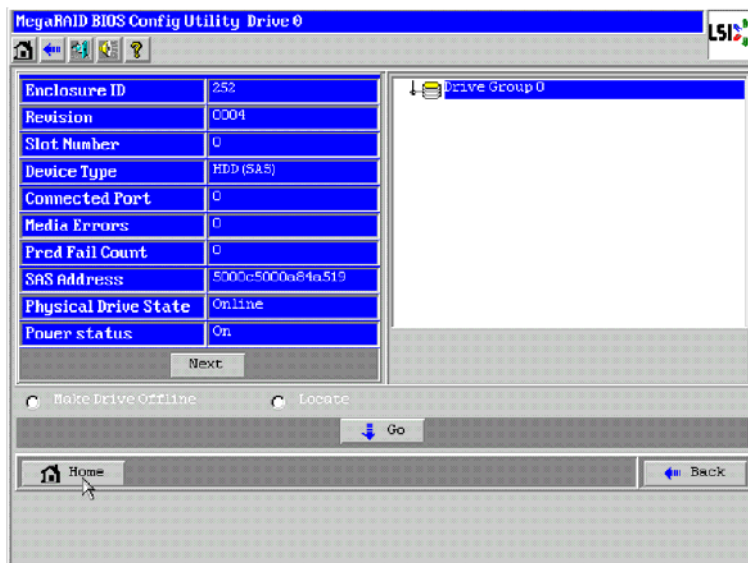 MegaRAID BIOS Config Utility Drive 0
LSI
Enclosure ID 252
Revision 0004
Slot Number 0
Device Type HDD(SAS)
Connected Port 0
Media Errors 0
Pred Fail Count 0
SAS Address 5000c5000a84a519
Physical Drive State Online
Power status On
Next
Drive Group 0
Make Drive Offline Locate
Go
Home
Back